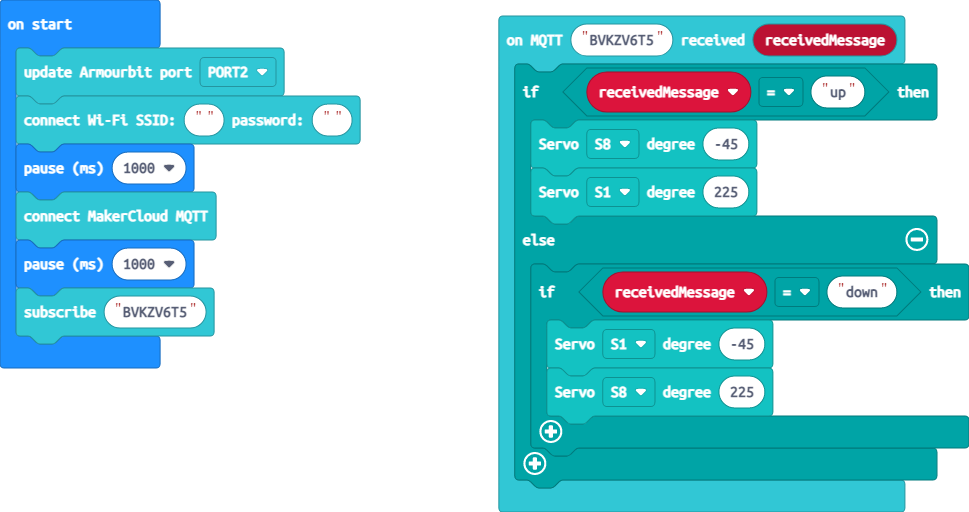 on start
update Armourbit port PORT2
connect Wi-Fi SSID: " " password: " "
pause (ms) 1000
connect MakerCloud MQTT
pause (ms) 1000
subscribe "BVKZV6T5"
on MQTT "BVKZV6T5" received receivedMessage
if receivedMessage = "up" then
Servo S8 degree -45
Servo S1 degree 225
else
if receivedMessage = "down" then
Servo S1 degree -45
Servo S8 degree 225